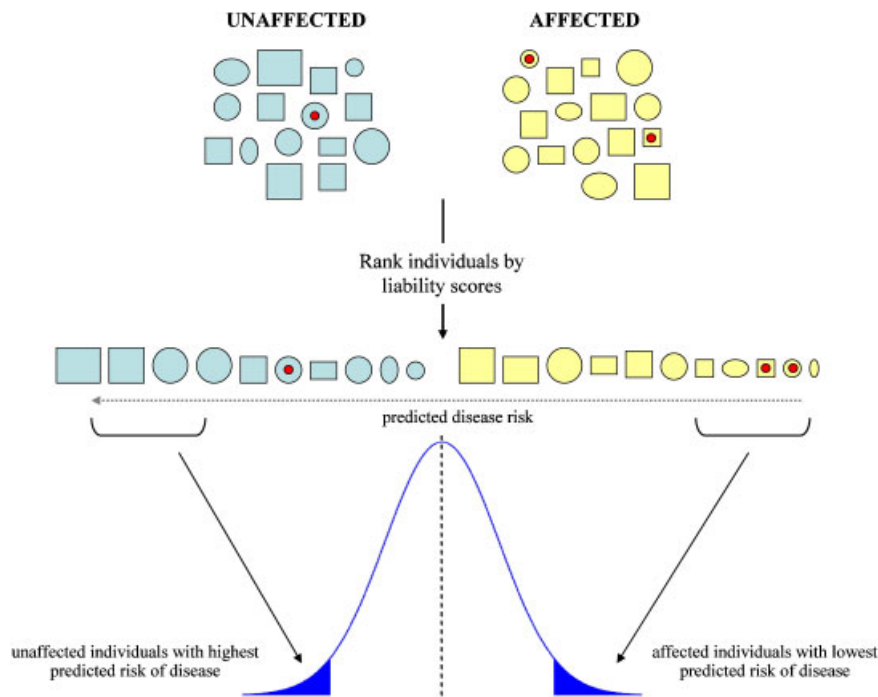 UNAFFECTED
AFFECTED
Rank individuals by
liability scores
predicted disease risk
unaffected individuals with highest
predicted risk of disease
affected individuals with lowest
predicted risk of disease